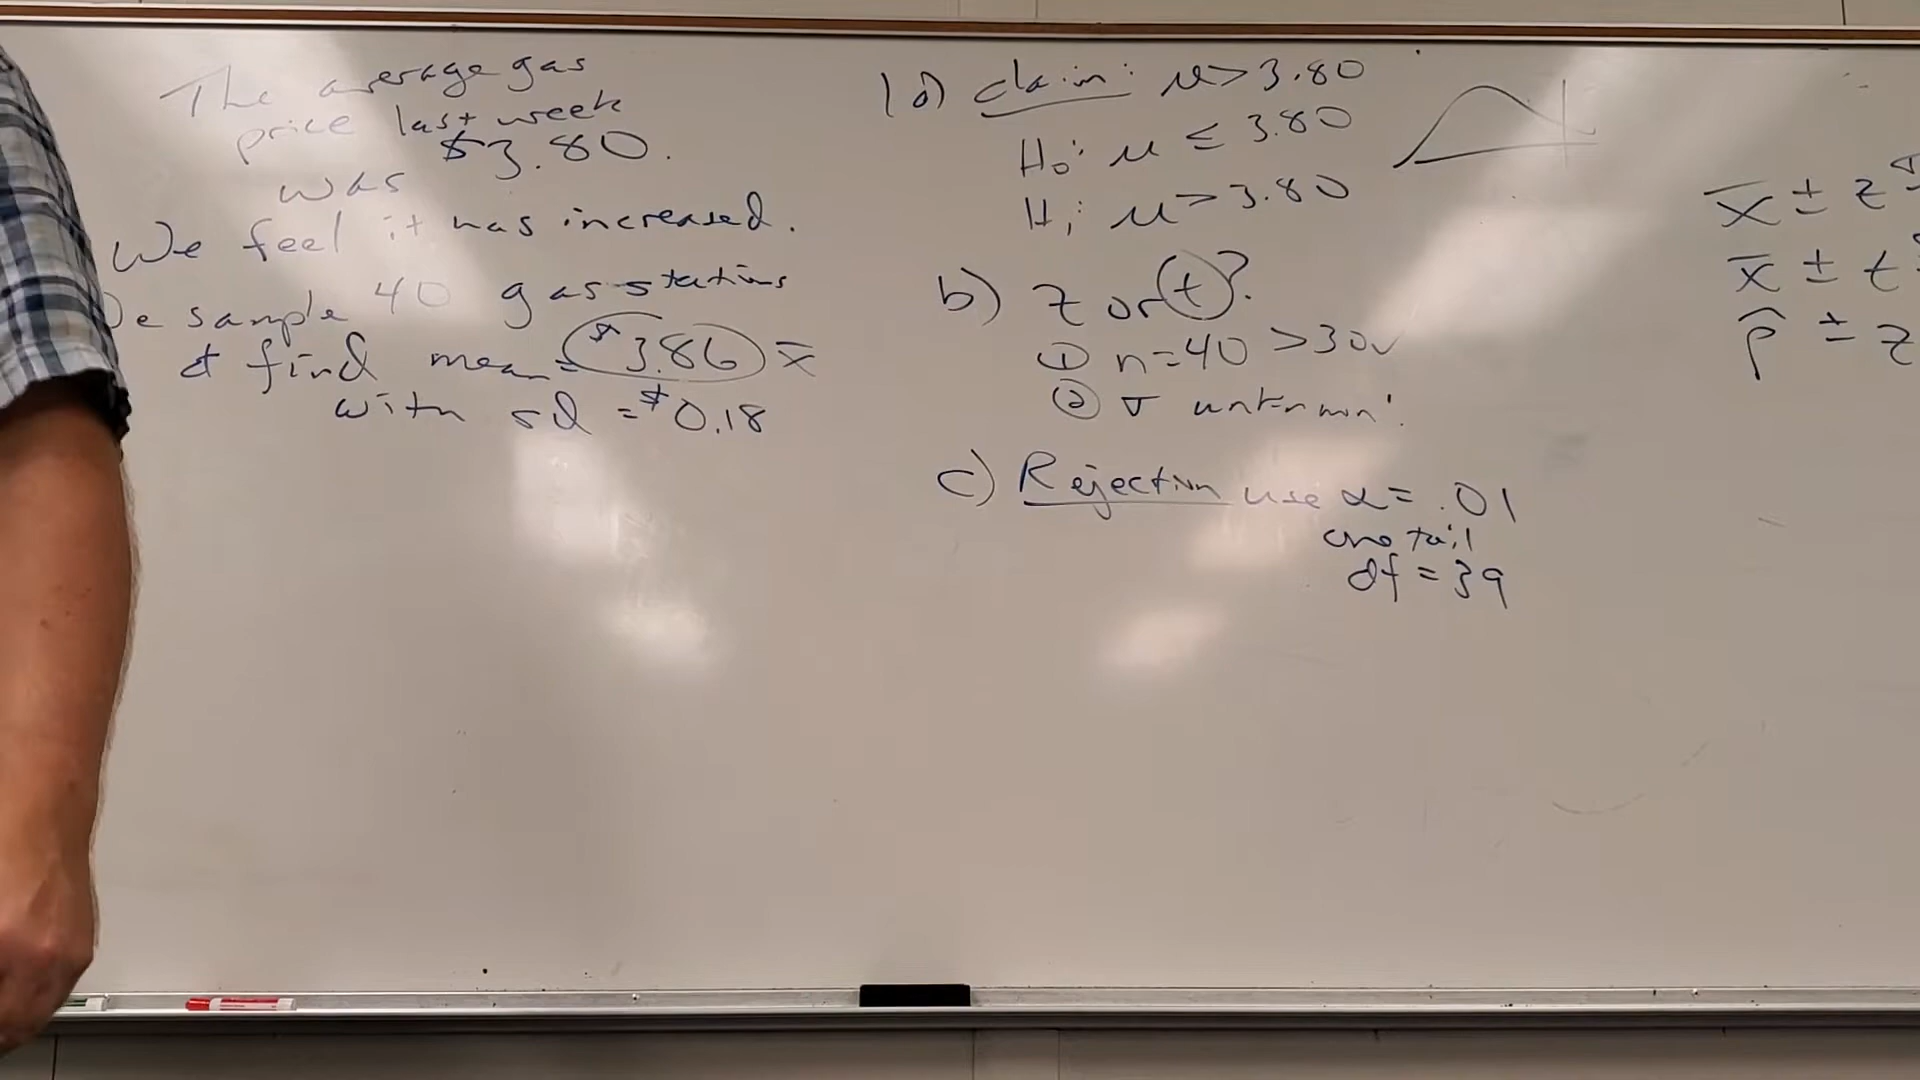 The average gas
price last week
was $3.80.
We feel it has increased.
We sample 40 gas stations
& find mean = $3.86 x̄
with sd = $0.18
1a) claim: μ > 3.80
H₀: μ ≤ 3.80
H₁: μ > 3.80
b) z or t?
① n = 40 > 30 ✓
② σ unknown.
c) Rejection use α = .01
one tail
df = 39
x̄ ± z
x̄ ± t
p̂ ± z